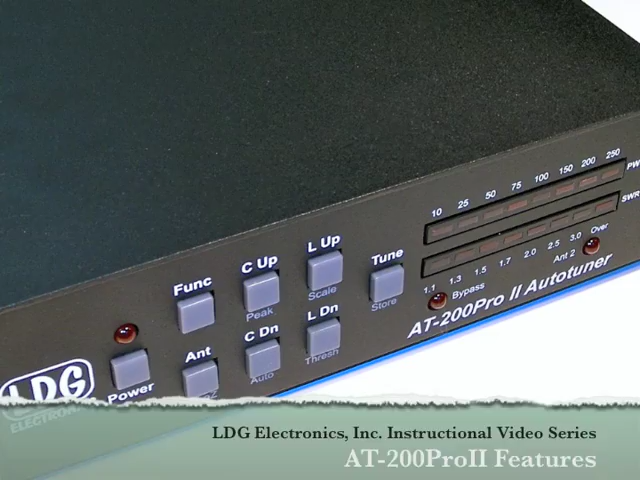 10 25 50 75 100 150 200 250
SWR
1.1 1.3 1.5 1.7 2.0 2.5 3.0 Over
Bypass
Ant 2
AT-200Pro II Autotuner
Func
C Up
L Up
Tune
Peak
Scale
Store
Power
Ant
C Dn
L Dn
Auto
Thresh
LDG
ELECTRONICS
LDG Electronics, Inc. Instructional Video Series
AT-200ProII Features